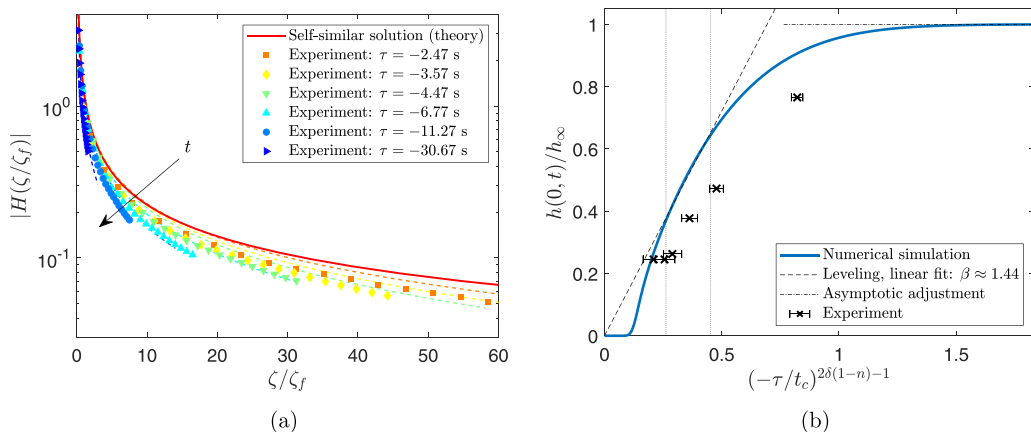 |H(ζ/ζ_f)|
10^0
10^{-1}
0 10 20 30 40 50 60
ζ/ζ_f
t
Self-similar solution (theory)
Experiment: τ = −2.47 s
Experiment: τ = −3.57 s
Experiment: τ = −4.47 s
Experiment: τ = −6.77 s
Experiment: τ = −11.27 s
Experiment: τ = −30.67 s
(a)
h(0, t)/h_∞
1
0.8
0.6
0.4
0.2
0
0 0.5 1 1.5
(−τ/t_c)^{2δ(1−n)−1}
Numerical simulation
Leveling, linear fit: β ≈ 1.44
Asymptotic adjustment
Experiment
(b)